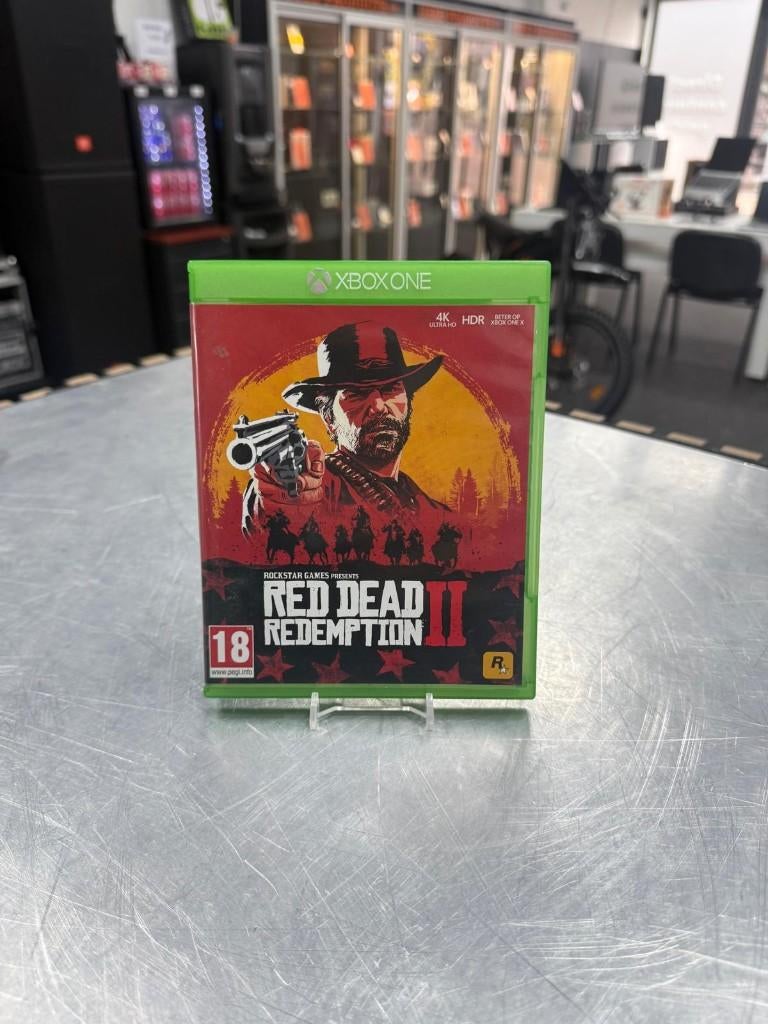 XBOX ONE
4K
ULTRA HD
HDR
BETER OP
XBOX ONE X
ROCKSTAR GAMES PRESENTS
RED DEAD
REDEMPTION II
18
www.pegi.info
R